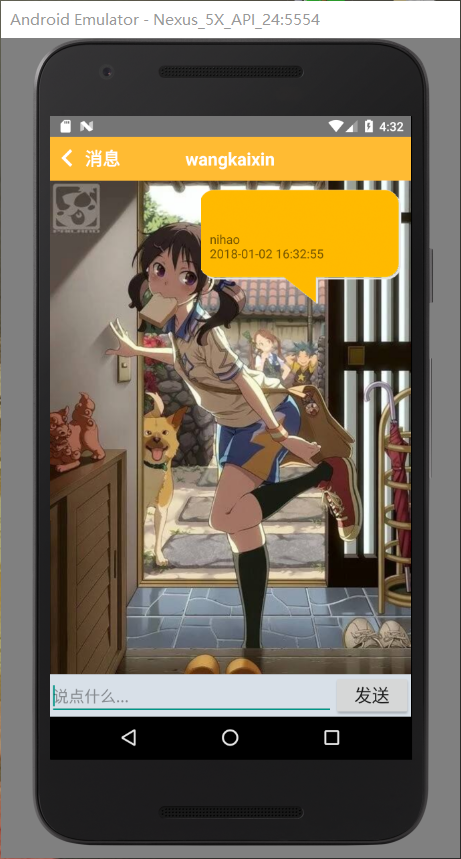 Android Emulator - Nexus_5X_API_24:5554
4:32
消息
wangkaixin
nihao
2018-01-02 16:32:55
说点什么...
发送